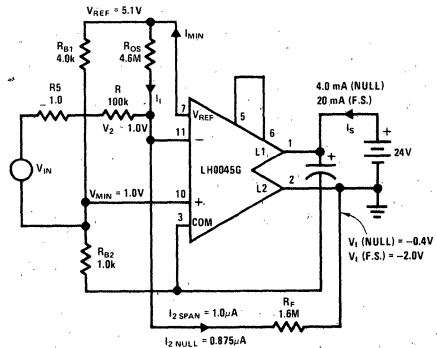 VREF = 5.1V
RB1
4.0k
ROS
4.6M
IMIN
R5
1.0
R
100k
I1
V2
1.0V
7
VREF
5
6
4.0 mA (NULL)
20 mA (F.S.)
IS
11
−
L1
1
+
+
24V
VIN
LH0045G
VMIN = 1.0V
10
+
L2
2
3
COM
RB2
1.0k
V1 (NULL) = −0.4V
V1 (F.S.) = −2.0V
RF
1.6M
I2 SPAN = 1.0µA
I2 NULL = 0.875µA